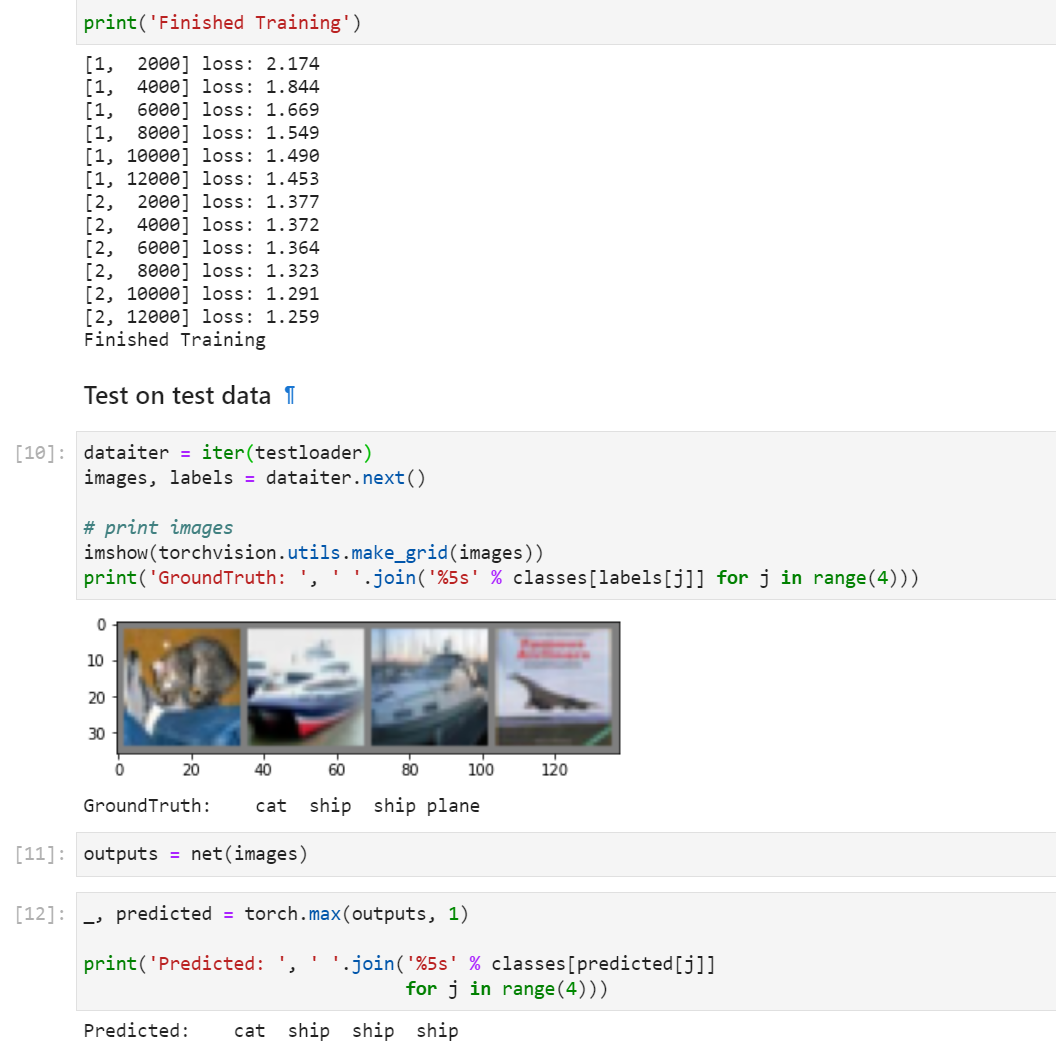 print('Finished Training')
[1,  2000] loss: 2.174
[1,  4000] loss: 1.844
[1,  6000] loss: 1.669
[1,  8000] loss: 1.549
[1, 10000] loss: 1.490
[1, 12000] loss: 1.453
[2,  2000] loss: 1.377
[2,  4000] loss: 1.372
[2,  6000] loss: 1.364
[2,  8000] loss: 1.323
[2, 10000] loss: 1.291
[2, 12000] loss: 1.259
Finished Training
Test on test data ¶
[10]: dataiter = iter(testloader)
images, labels = dataiter.next()
# print images
imshow(torchvision.utils.make_grid(images))
print('GroundTruth: ', ' '.join('%5s' % classes[labels[j]] for j in range(4)))
0
10
20
30
0 20 40 60 80 100 120
GroundTruth:    cat  ship  ship plane
[11]: outputs = net(images)
[12]: _, predicted = torch.max(outputs, 1)
print('Predicted: ', ' '.join('%5s' % classes[predicted[j]]
                              for j in range(4)))
Predicted:    cat  ship  ship  ship